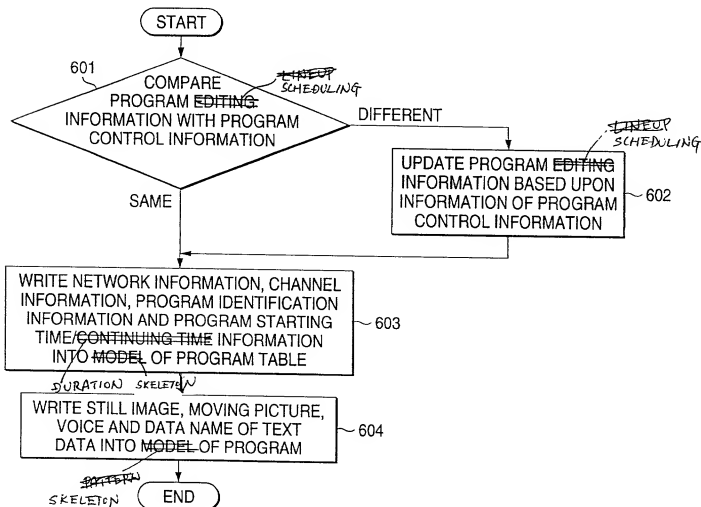 START
601
COMPARE
LINEUP
PROGRAM EDITING
SCHEDULING
INFORMATION WITH PROGRAM
CONTROL INFORMATION
DIFFERENT
LINEUP
SCHEDULING
UPDATE PROGRAM EDITING
INFORMATION BASED UPON
INFORMATION OF PROGRAM
CONTROL INFORMATION
602
SAME
WRITE NETWORK INFORMATION, CHANNEL
INFORMATION, PROGRAM IDENTIFICATION
INFORMATION AND PROGRAM STARTING
TIME/CONTINUING TIME INFORMATION
INTO MODEL OF PROGRAM TABLE
603
DURATION SKELETON
WRITE STILL IMAGE, MOVING PICTURE,
VOICE AND DATA NAME OF TEXT
DATA INTO MODEL OF PROGRAM
604
PATTERN
SKELETON
END